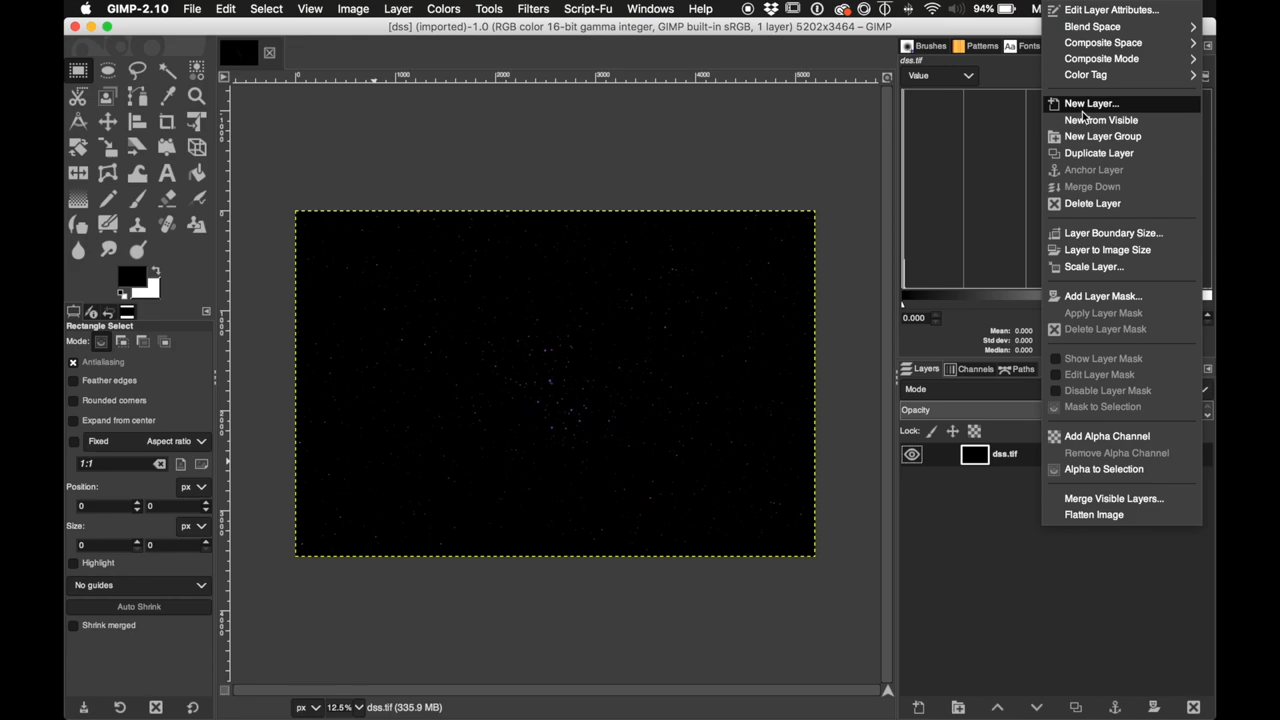 GIMP-2.10 File Edit Select View Image Layer Colors Tools Filters Script-Fu Windows Help 94% M
[dss] (imported)-1.0 (RGB color 16-bit gamma integer, GIMP built-in sRGB, 1 layer) 5202x3464 – GIMP
Brushes Patterns Aa Fonts
dss.tif
Value
0 1000 2000 3000 4000 5000
0.000
Mean: 0.000
Std dev: 0.000
Median: 0.000
Layers Channels Paths
Mode
Opacity
Lock:
dss.tif
Edit Layer Attributes...
Blend Space
Composite Space
Composite Mode
Color Tag
New Layer...
New from Visible
New Layer Group
Duplicate Layer
Anchor Layer
Merge Down
Delete Layer
Layer Boundary Size...
Layer to Image Size
Scale Layer...
Add Layer Mask...
Apply Layer Mask
Delete Layer Mask
Show Layer Mask
Edit Layer Mask
Disable Layer Mask
Mask to Selection
Add Alpha Channel
Remove Alpha Channel
Alpha to Selection
Merge Visible Layers...
Flatten Image
Rectangle Select
Mode:
Antialiasing
Feather edges
Rounded corners
Expand from center
Fixed Aspect ratio
1:1
Position: px
0 0
Size: px
0 0
Highlight
No guides
Auto Shrink
Shrink merged
px 12.5% dss.tif (335.9 MB)